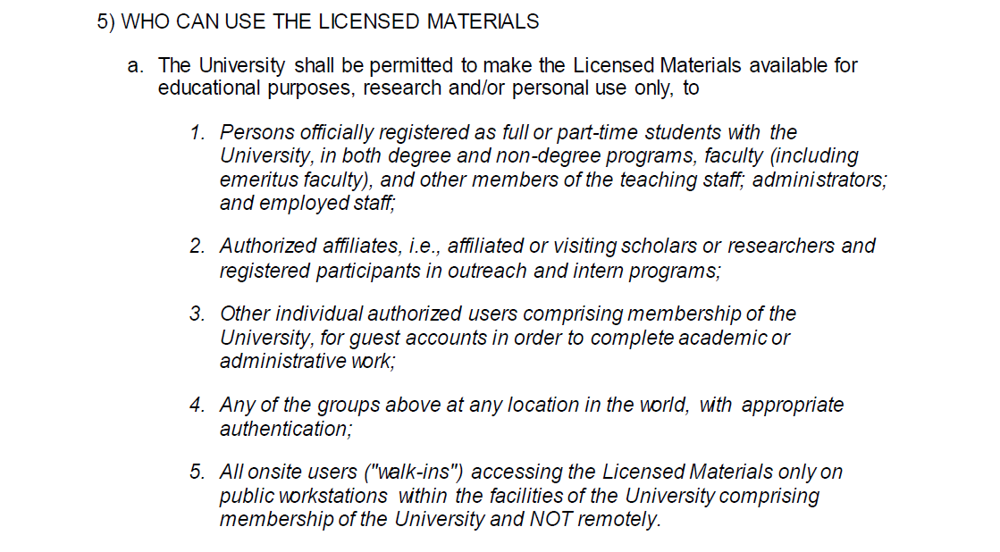 5) WHO CAN USE THE LICENSED MATERIALS
a. The University shall be permitted to make the Licensed Materials available for
educational purposes, research and/or personal use only, to
1. Persons officially registered as full or part-time students with the
University, in both degree and non-degree programs, faculty (including
emeritus faculty), and other members of the teaching staff; administrators;
and employed staff;
2. Authorized affiliates, i.e., affiliated or visiting scholars or researchers and
registered participants in outreach and intern programs;
3. Other individual authorized users comprising membership of the
University, for guest accounts in order to complete academic or
administrative work;
4. Any of the groups above at any location in the world, with appropriate
authentication;
5. All onsite users ("walk-ins") accessing the Licensed Materials only on
public workstations within the facilities of the University comprising
membership of the University and NOT remotely.